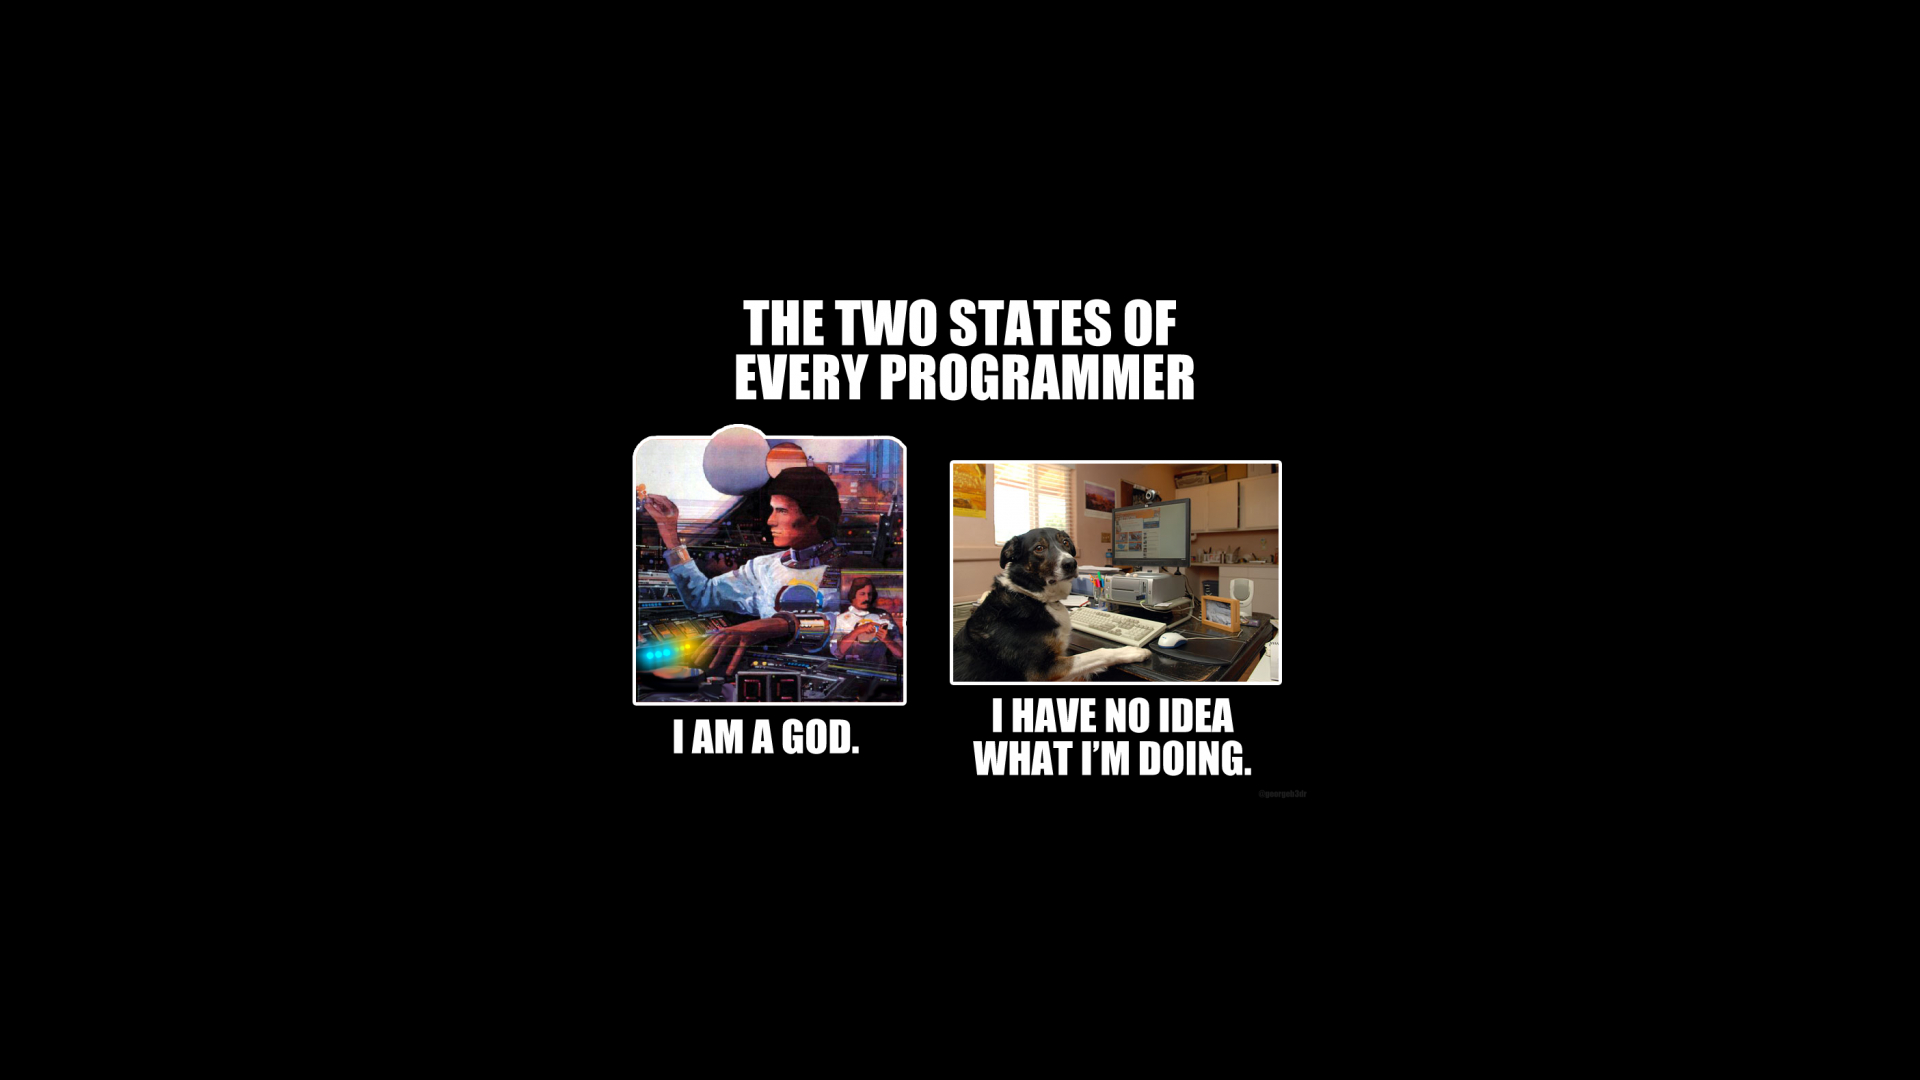 THE TWO STATES OF
EVERY PROGRAMMER
I AM A GOD.
I HAVE NO IDEA
WHAT I'M DOING.